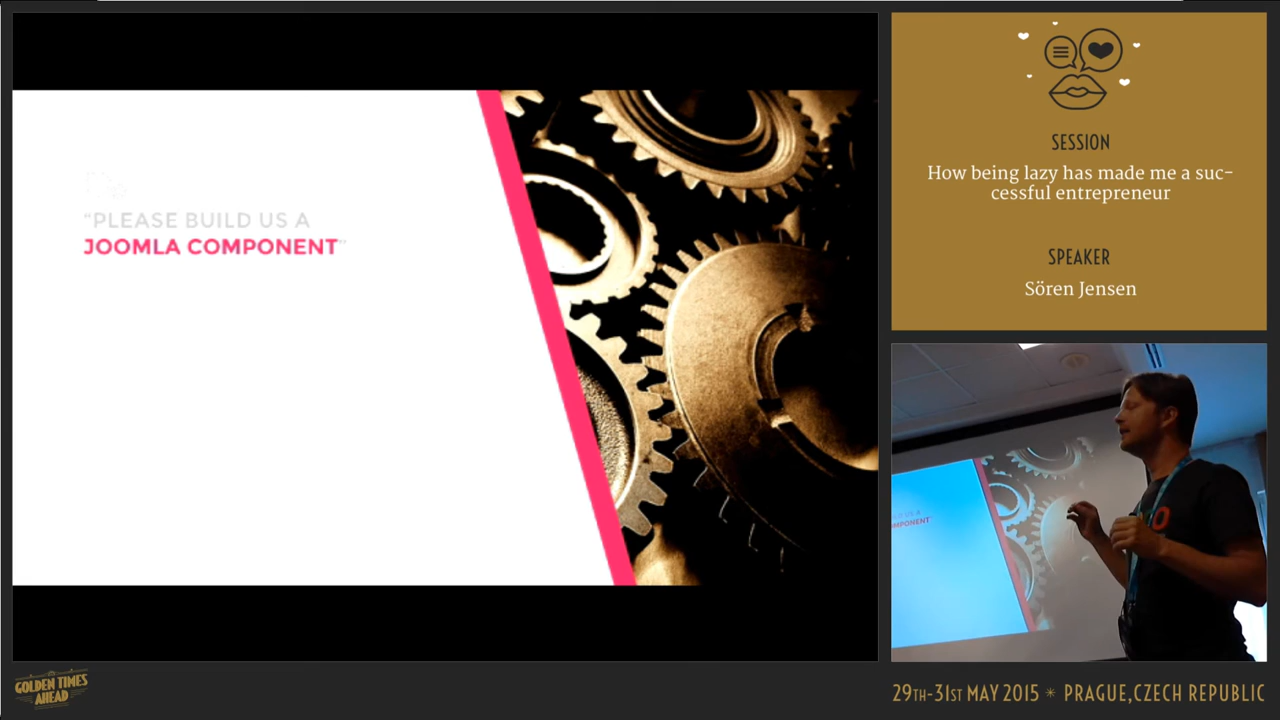 “PLEASE BUILD US A
JOOMLA COMPONENT”
SESSION
How being lazy has made me a suc-
cessful entrepreneur
SPEAKER
Sören Jensen
COMPONENT”
GOLDEN TIMES
AHEAD
29TH-31ST MAY 2015 * PRAGUE,CZECH REPUBLIC